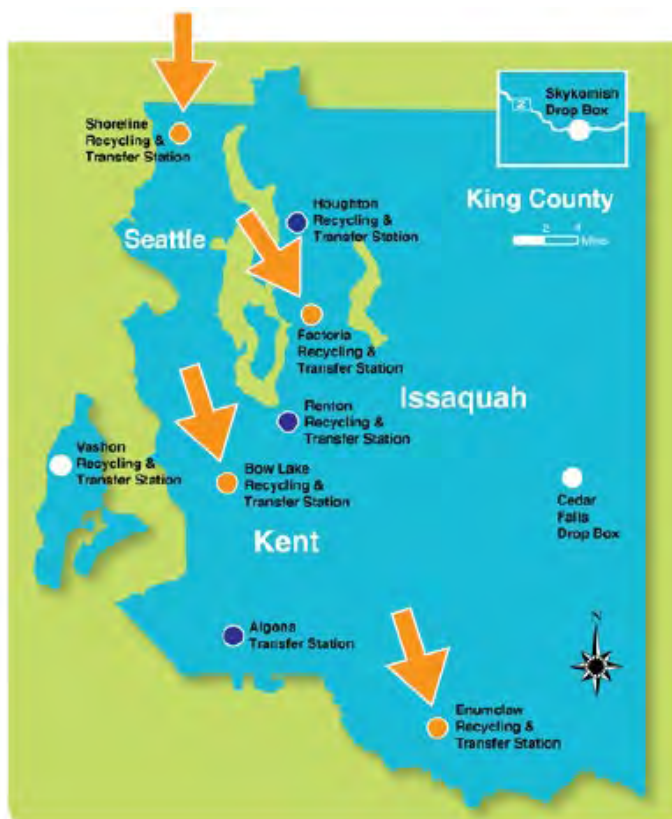 Shoreline
Recycling &
Transfer Station
2
Skykomish
Drop Box
King County
2 4
Miles
Houghton
Recycling &
Transfer Station
Seattle
Factoria
Recycling &
Transfer Station
Issaquah
Renton
Recycling &
Transfer Station
Vashon
Recycling &
Transfer Station
Bow Lake
Recycling &
Transfer Station
Cedar
Falls
Drop Box
Kent
Algona
Transfer Station
N
Enumclaw
Recycling &
Transfer Station